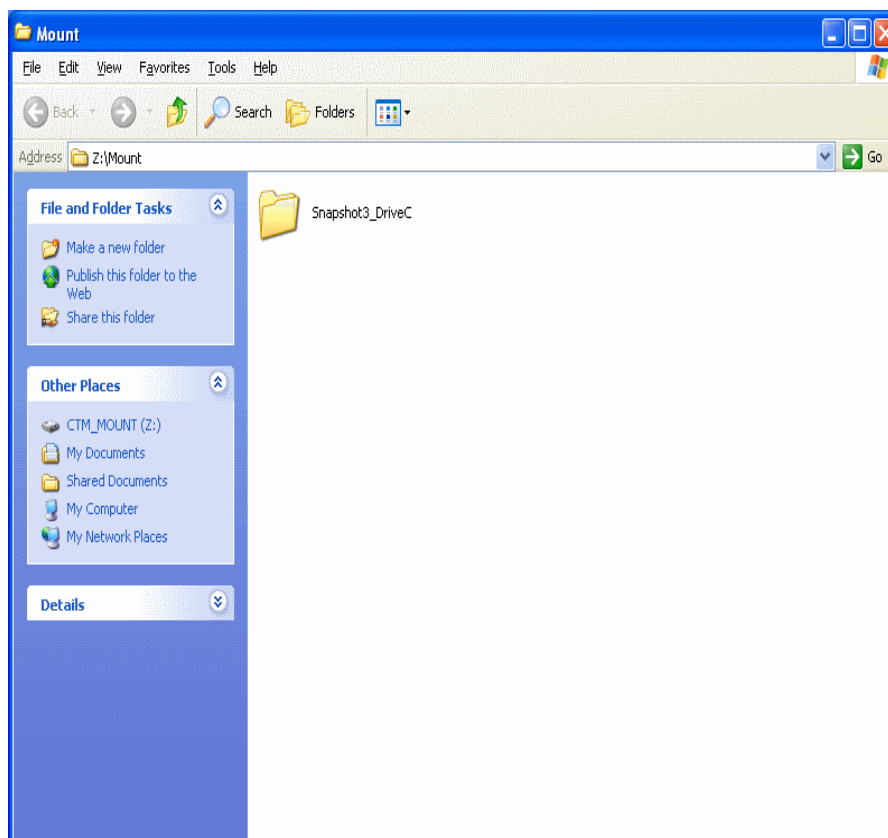 Mount
File Edit View Favorites Tools Help
Back Search Folders
Address Z:\Mount Go
File and Folder Tasks
Make a new folder
Publish this folder to the
Web
Share this folder
Other Places
CTM_MOUNT (Z:)
My Documents
Shared Documents
My Computer
My Network Places
Details
Snapshot3_DriveC